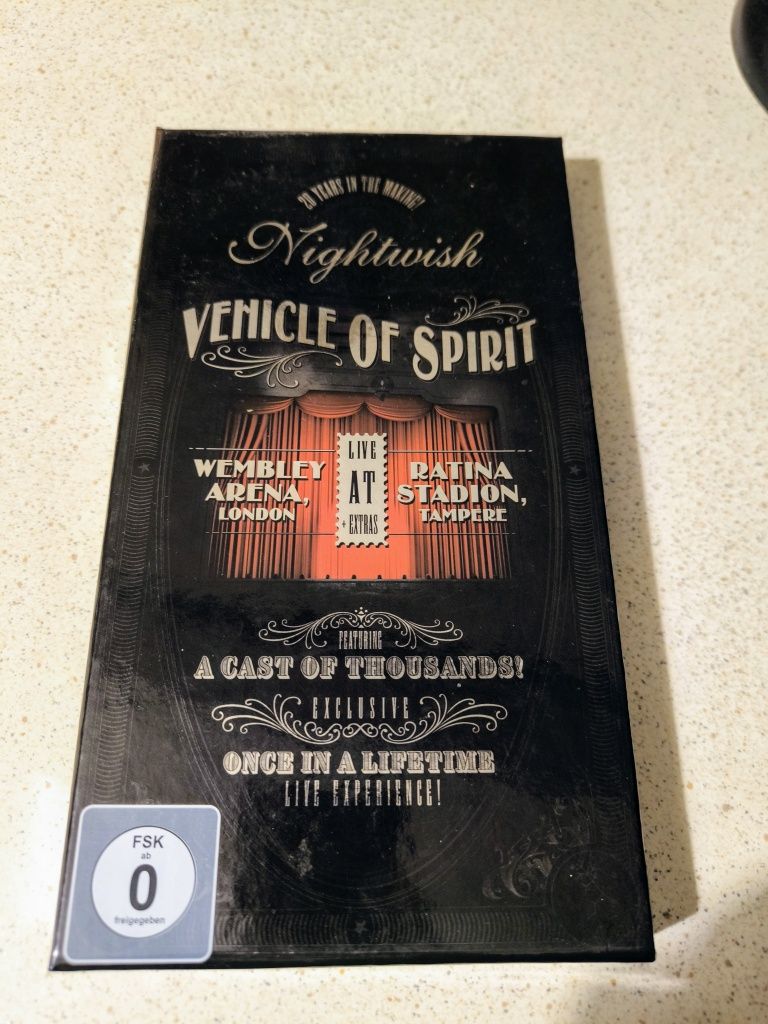 20 YEARS IN THE MAKING!
Nightwish
VEHICLE OF SPIRIT
WEMBLEY
ARENA,
LONDON
LIVE
AT
+ EXTRAS
RATINA
STADION,
TAMPERE
FEATURING
A CAST OF THOUSANDS!
EXCLUSIVE
ONCE IN A LIFETIME
LIVE EXPERIENCE!
FSK
ab
0
freigegeben